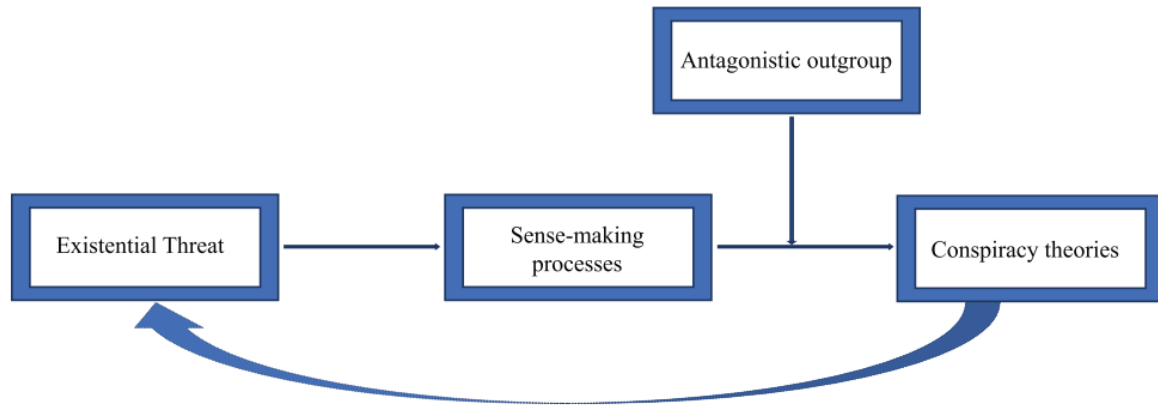 Antagonistic outgroup
Existential Threat
Sense-making
processes
Conspiracy theories